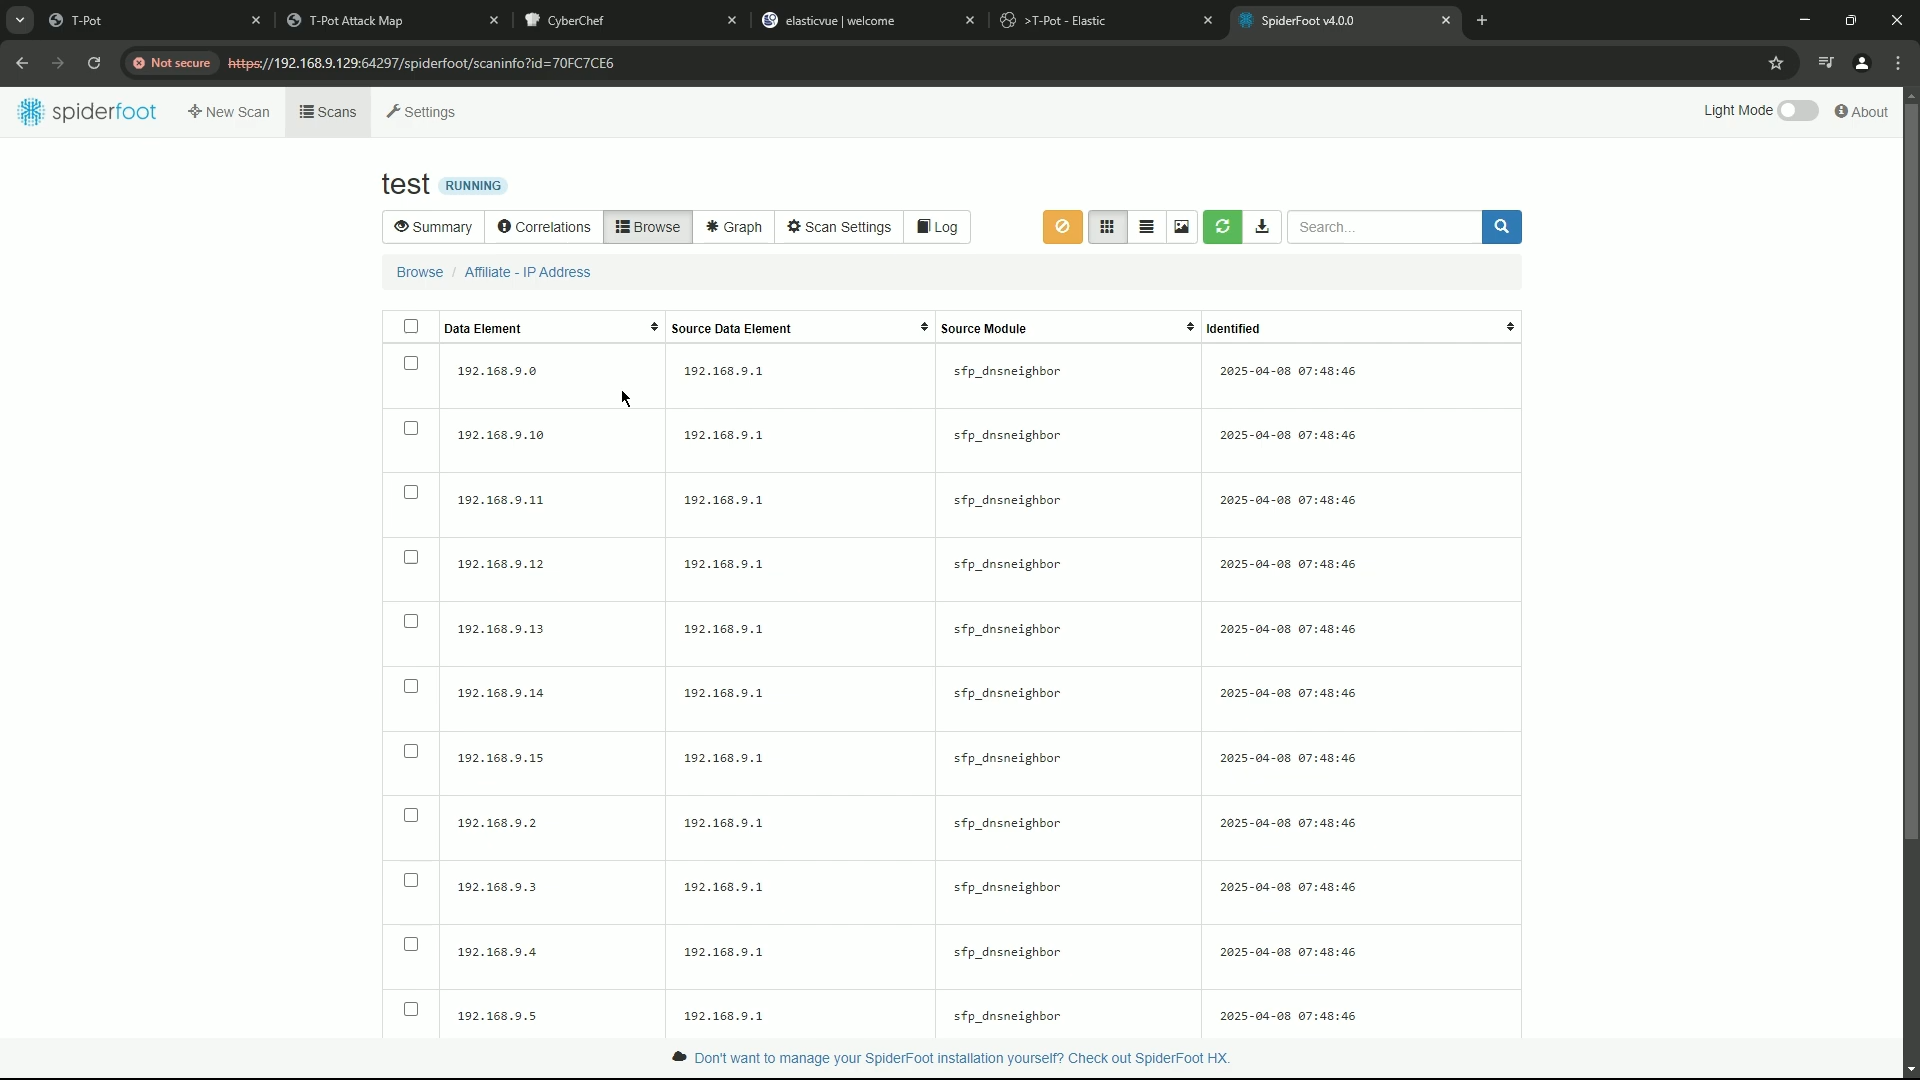 T-Pot
T-Pot Attack Map
CyberChef
elasticvue | welcome
>T-Pot - Elastic
SpiderFoot v4.0.0
Not secure
https://192.168.9.129:64297/spiderfoot/scaninfo?id=70FC7CE6
spiderfoot
New Scan
Scans
Settings
Light Mode
About
test RUNNING
Summary
Correlations
Browse
Graph
Scan Settings
Log
Search...
Browse / Affiliate - IP Address
Data Element Source Data Element Source Module Identified
192.168.9.0 192.168.9.1 sfp_dnsneighbor 2025-04-08 07:48:46
192.168.9.10 192.168.9.1 sfp_dnsneighbor 2025-04-08 07:48:46
192.168.9.11 192.168.9.1 sfp_dnsneighbor 2025-04-08 07:48:46
192.168.9.12 192.168.9.1 sfp_dnsneighbor 2025-04-08 07:48:46
192.168.9.13 192.168.9.1 sfp_dnsneighbor 2025-04-08 07:48:46
192.168.9.14 192.168.9.1 sfp_dnsneighbor 2025-04-08 07:48:46
192.168.9.15 192.168.9.1 sfp_dnsneighbor 2025-04-08 07:48:46
192.168.9.2 192.168.9.1 sfp_dnsneighbor 2025-04-08 07:48:46
192.168.9.3 192.168.9.1 sfp_dnsneighbor 2025-04-08 07:48:46
192.168.9.4 192.168.9.1 sfp_dnsneighbor 2025-04-08 07:48:46
192.168.9.5 192.168.9.1 sfp_dnsneighbor 2025-04-08 07:48:46
Don't want to manage your SpiderFoot installation yourself? Check out SpiderFoot HX.